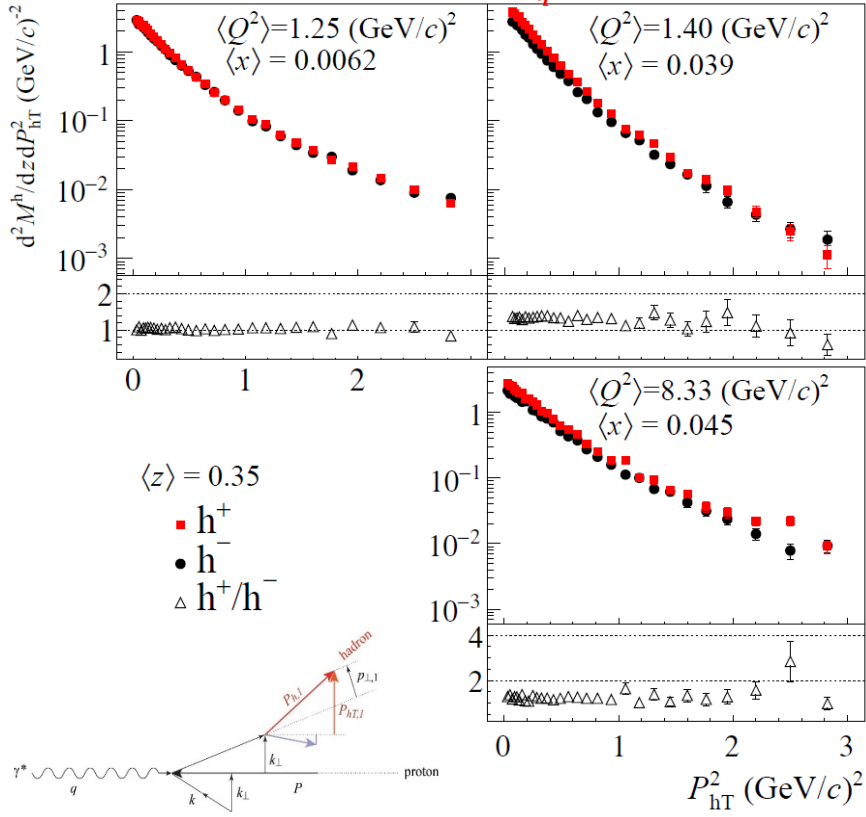 d²Mʰ/dzdP²hT (GeV/c)⁻²
⟨Q²⟩=1.25 (GeV/c)²
⟨x⟩ = 0.0062
1
10⁻¹
10⁻²
10⁻³
2
1
0 1 2
⟨Q²⟩=1.40 (GeV/c)²
⟨x⟩ = 0.039
⟨Q²⟩=8.33 (GeV/c)²
⟨x⟩ = 0.045
1
10⁻¹
10⁻²
10⁻³
4
2
0 1 2 3
P²hT (GeV/c)²
⟨z⟩ = 0.35
h⁺
h⁻
h⁺/h⁻
hadron
Ph,l
p⊥,1
PhT,l
k⊥
γ*
q
k
k⊥
P
proton